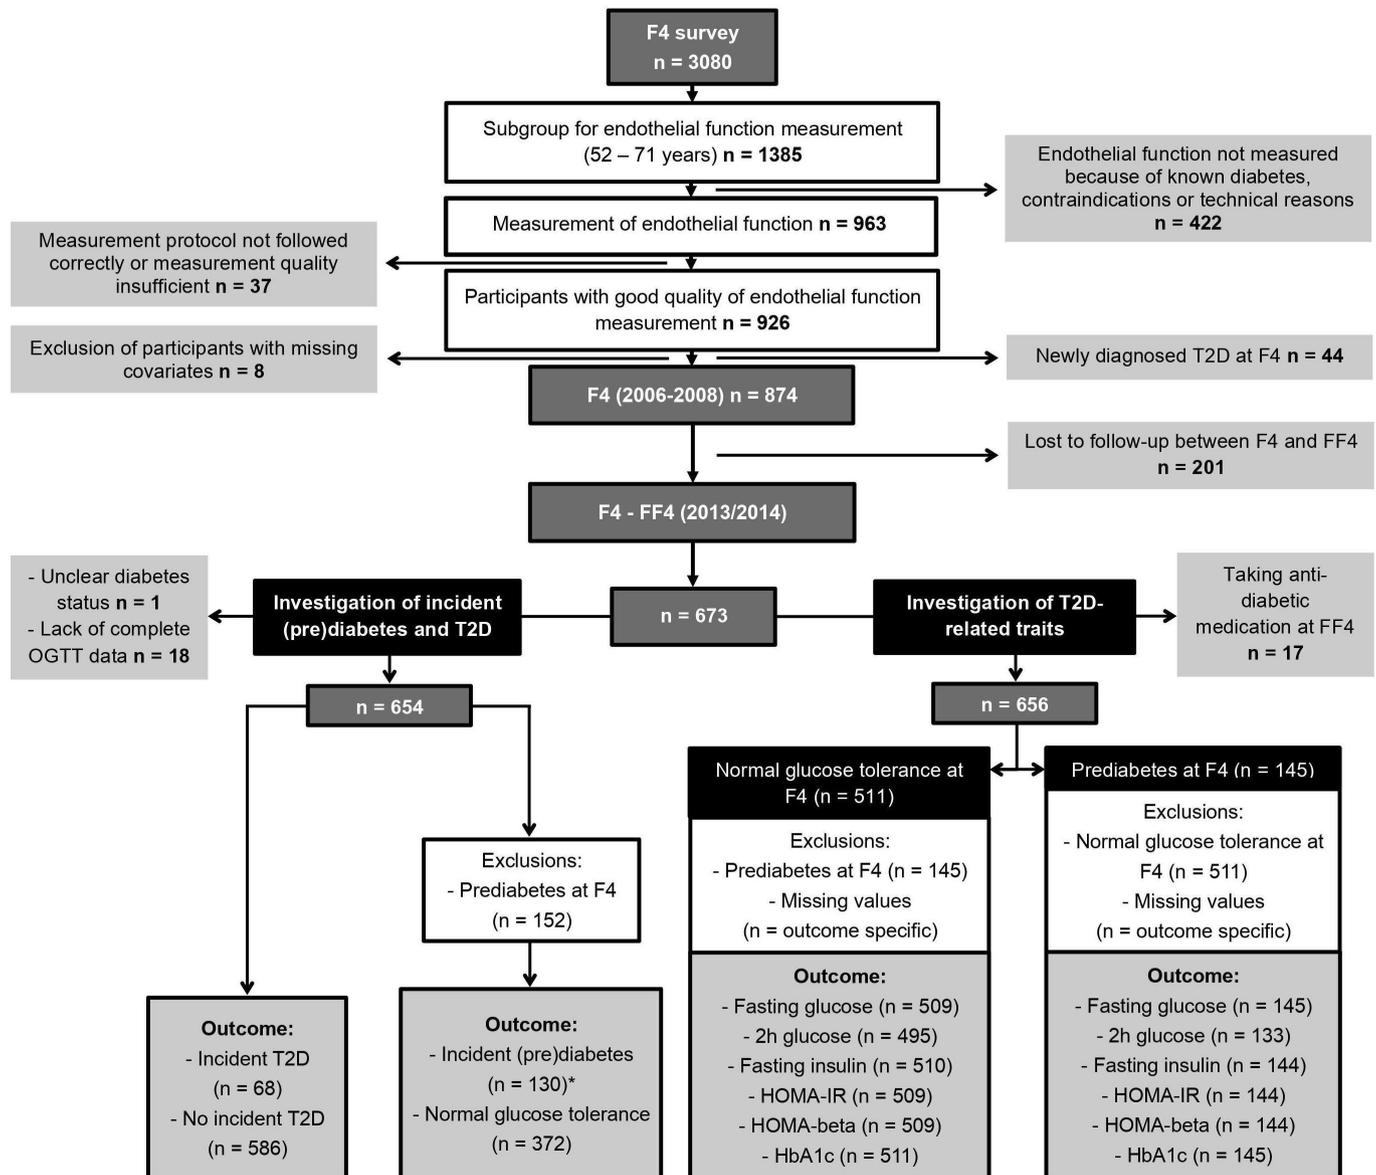 F4 survey
n = 3080
Subgroup for endothelial function measurement
(52 – 71 years) n = 1385
Endothelial function not measured
because of known diabetes,
contraindications or technical reasons
n = 422
Measurement of endothelial function n = 963
Measurement protocol not followed
correctly or measurement quality
insufficient n = 37
Participants with good quality of endothelial function
measurement n = 926
Exclusion of participants with missing
covariates n = 8
Newly diagnosed T2D at F4 n = 44
F4 (2006-2008) n = 874
Lost to follow-up between F4 and FF4
n = 201
F4 - FF4 (2013/2014)
- Unclear diabetes
status n = 1
- Lack of complete
OGTT data n = 18
Investigation of incident
(pre)diabetes and T2D
n = 673
Investigation of T2D-
related traits
Taking anti-
diabetic
medication at FF4
n = 17
n = 654
n = 656
Exclusions:
- Prediabetes at F4
(n = 152)
Outcome:
- Incident T2D
(n = 68)
- No incident T2D
(n = 586)
Outcome:
- Incident (pre)diabetes
(n = 130)*
- Normal glucose tolerance
(n = 372)
Normal glucose tolerance at
F4 (n = 511)
Exclusions:
- Prediabetes at F4 (n = 145)
- Missing values
(n = outcome specific)
Outcome:
- Fasting glucose (n = 509)
- 2h glucose (n = 495)
- Fasting insulin (n = 510)
- HOMA-IR (n = 509)
- HOMA-beta (n = 509)
- HbA1c (n = 511)
Prediabetes at F4 (n = 145)
Exclusions:
- Normal glucose tolerance at
F4 (n = 511)
- Missing values
(n = outcome specific)
Outcome:
- Fasting glucose (n = 145)
- 2h glucose (n = 133)
- Fasting insulin (n = 144)
- HOMA-IR (n = 144)
- HOMA-beta (n = 144)
- HbA1c (n = 145)